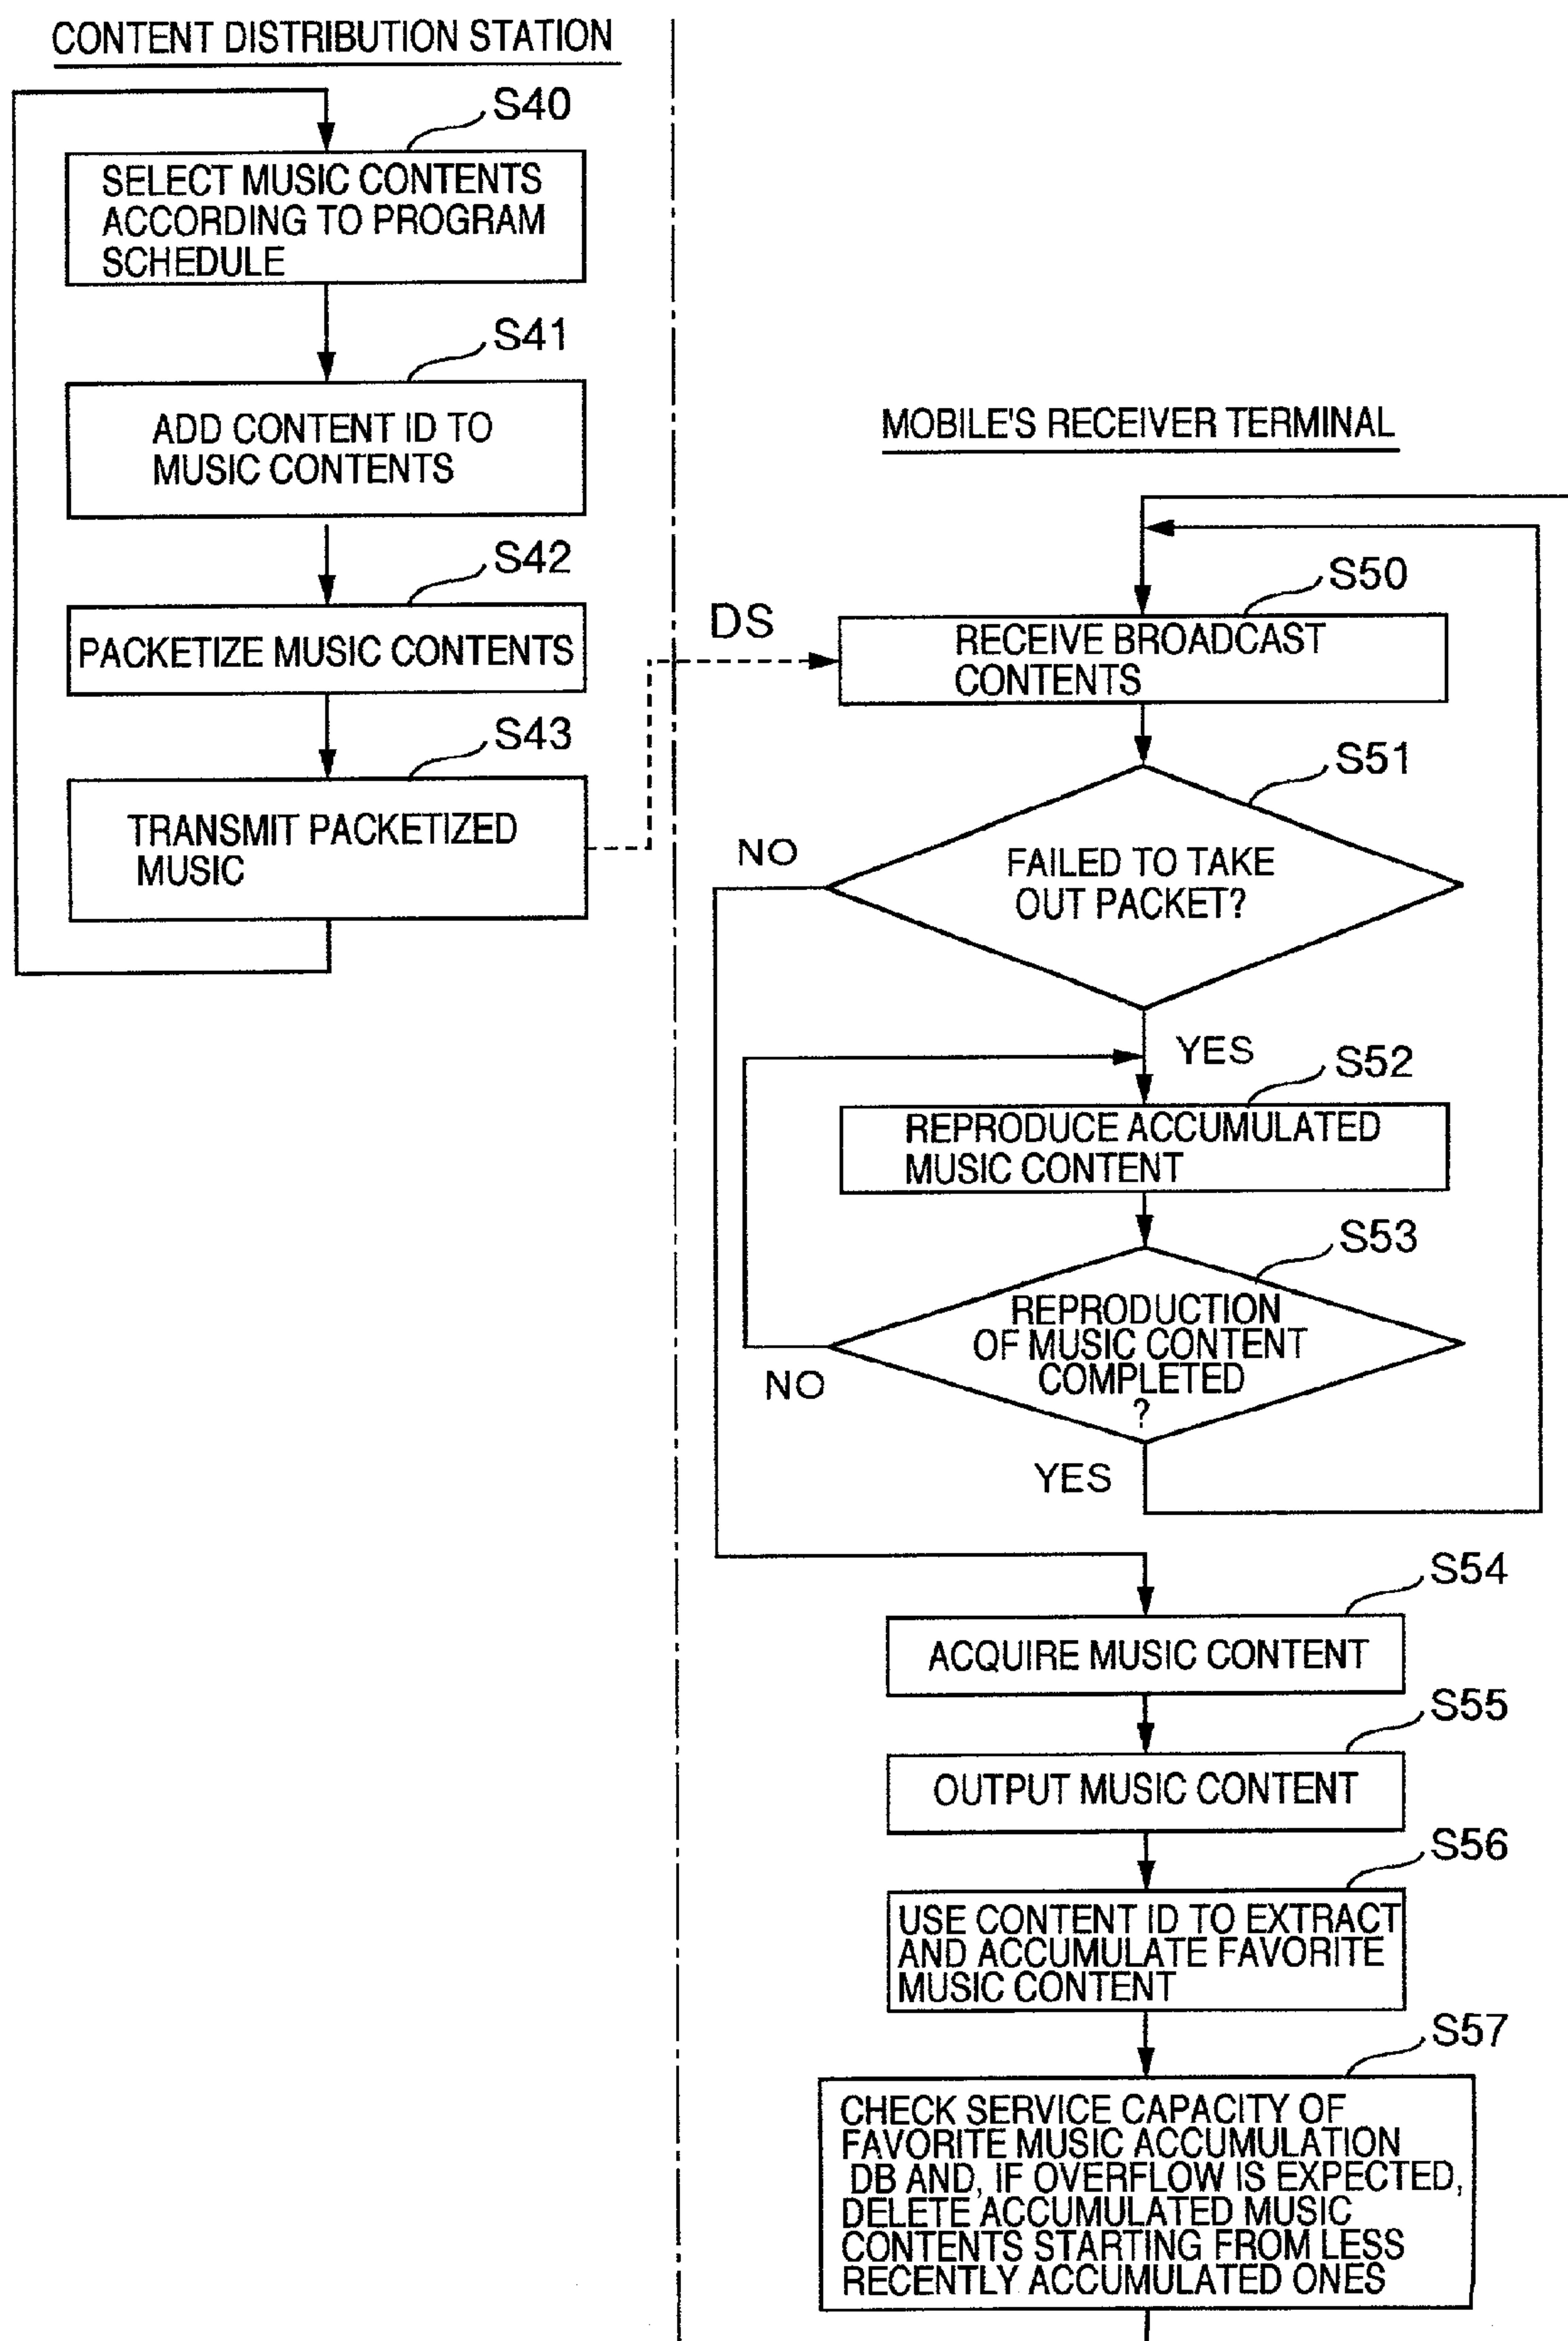 CONTENT DISTRIBUTION STATION
S40
SELECT MUSIC CONTENTS
ACCORDING TO PROGRAM
SCHEDULE
S41
ADD CONTENT ID TO
MUSIC CONTENTS
S42
PACKETIZE MUSIC CONTENTS
S43
TRANSMIT PACKETIZED
MUSIC
DS
MOBILE'S RECEIVER TERMINAL
S50
RECEIVE BROADCAST
CONTENTS
S51
NO
FAILED TO TAKE
OUT PACKET?
YES
S52
REPRODUCE ACCUMULATED
MUSIC CONTENT
S53
REPRODUCTION
OF MUSIC CONTENT
COMPLETED
?
NO
YES
S54
ACQUIRE MUSIC CONTENT
S55
OUTPUT MUSIC CONTENT
S56
USE CONTENT ID TO EXTRACT
AND ACCUMULATE FAVORITE
MUSIC CONTENT
S57
CHECK SERVICE CAPACITY OF
FAVORITE MUSIC ACCUMULATION
DB AND, IF OVERFLOW IS EXPECTED,
DELETE ACCUMULATED MUSIC
CONTENTS STARTING FROM LESS
RECENTLY ACCUMULATED ONES